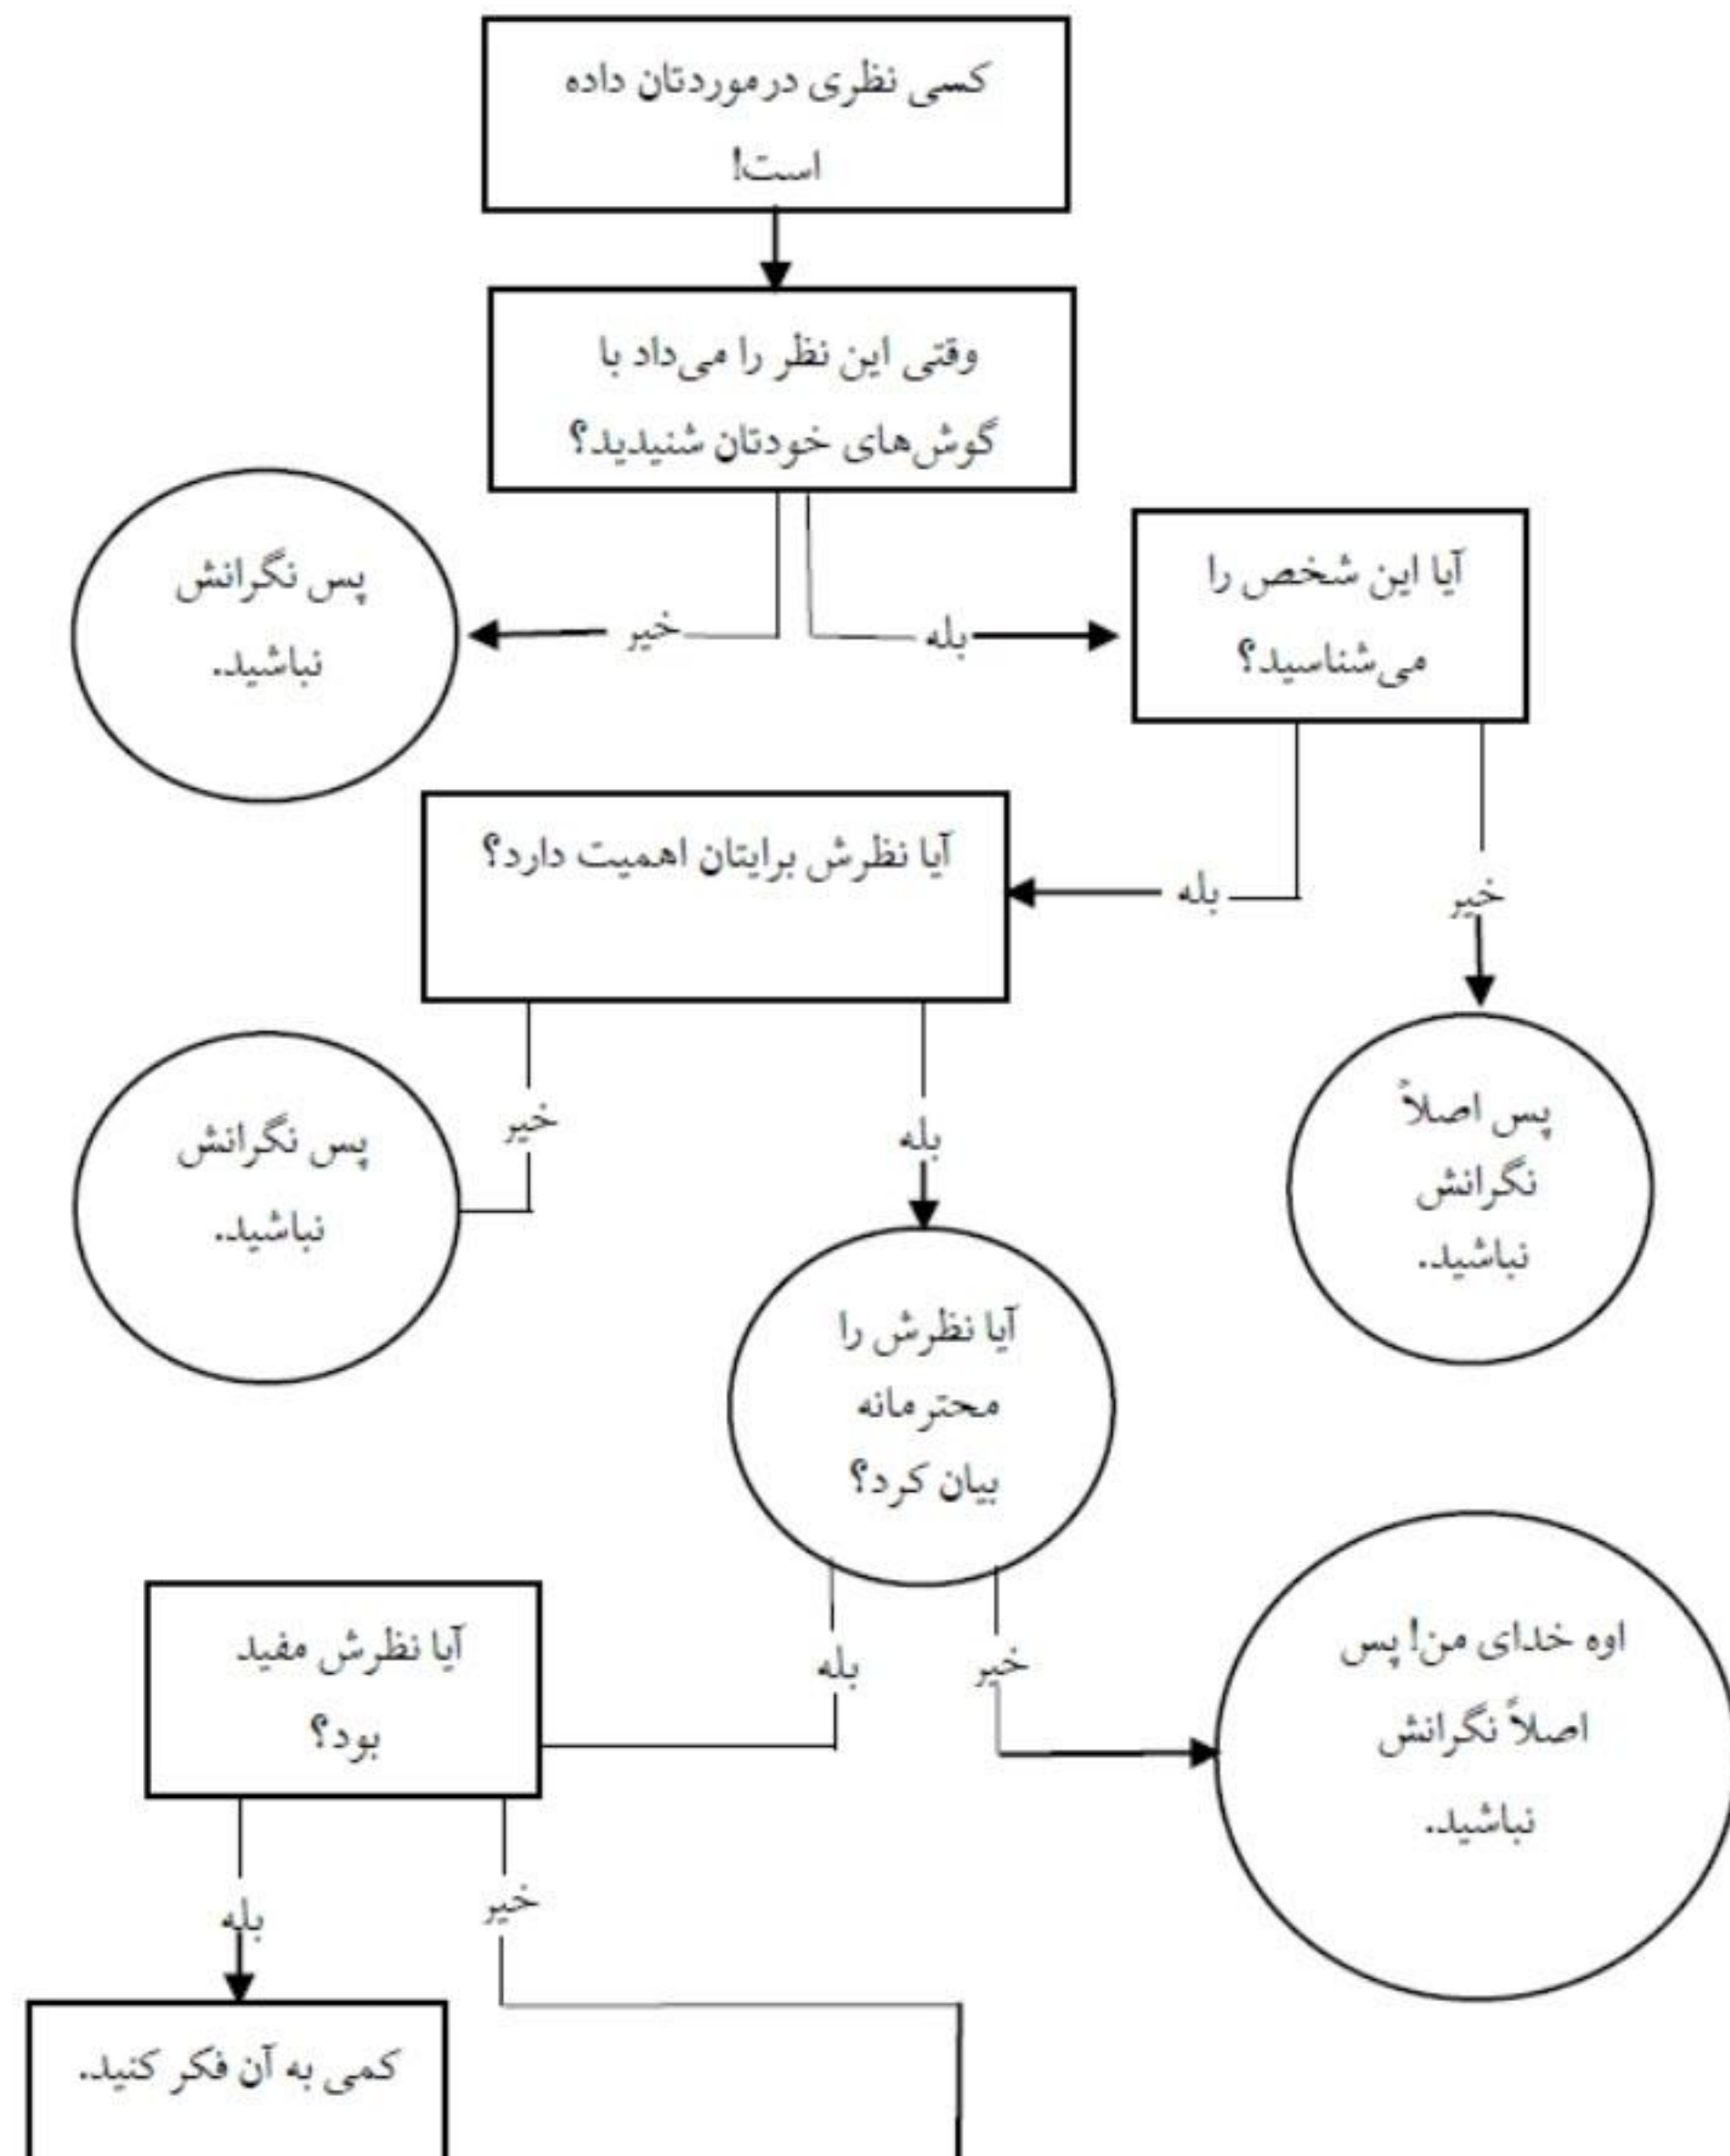 کسی نظری در موردتان داده
است!
وقتی این نظر را می‌داد با
گوش‌های خودتان شنیدید؟
خیر
بله
پس نگرانش
نباشید.
آیا این شخص را
می‌شناسید؟
بله
خیر
آیا نظرش برایتان اهمیت دارد؟
پس اصلاً
نگرانش
نباشید.
خیر
بله
پس نگرانش
نباشید.
آیا نظرش را
محترمانه
بیان کرد؟
بله
خیر
اوه خدای من! پس
اصلاً نگرانش
نباشید.
آیا نظرش مفید
بود؟
بله
خیر
کمی به آن فکر کنید.